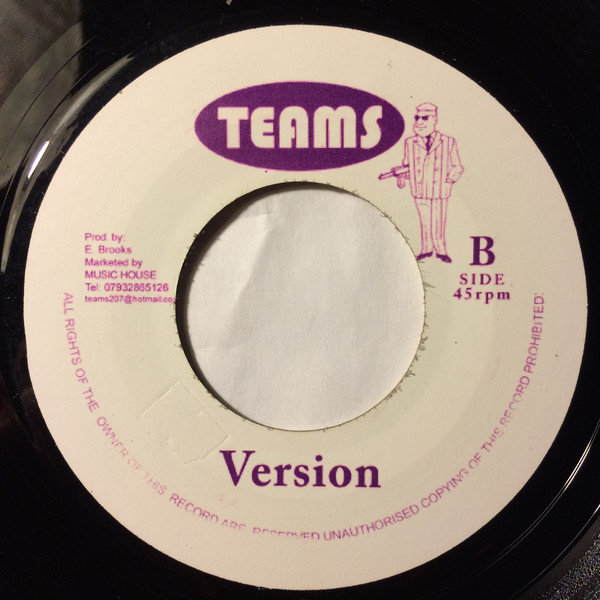 TEAMS
Prod. by:
E. Brooks
Marketed by
MUSIC HOUSE
Tel: 07932865126
teams207@hotmail.co
B
SIDE
45rpm
Version
ALL RIGHTS OF THE OWNER OF THIS RECORD ARE RESERVED UNAUTHORISED COPYING OF THIS RECORD PROHIBITED: